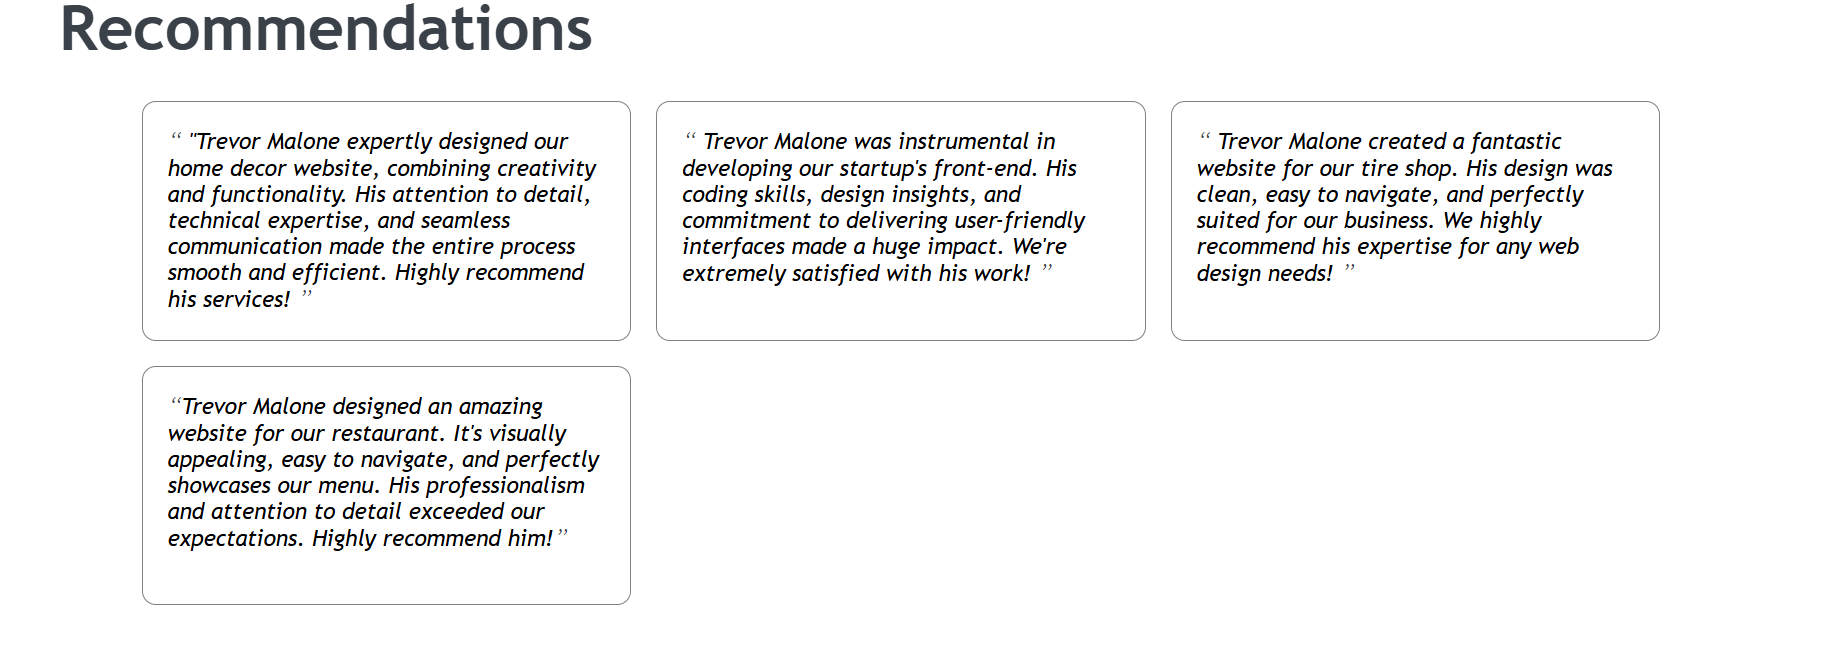 Recommendations
“ "Trevor Malone expertly designed our
home decor website, combining creativity
and functionality. His attention to detail,
technical expertise, and seamless
communication made the entire process
smooth and efficient. Highly recommend
his services! ”
“ Trevor Malone was instrumental in
developing our startup's front-end. His
coding skills, design insights, and
commitment to delivering user-friendly
interfaces made a huge impact. We're
extremely satisfied with his work! ”
“ Trevor Malone created a fantastic
website for our tire shop. His design was
clean, easy to navigate, and perfectly
suited for our business. We highly
recommend his expertise for any web
design needs! ”
“Trevor Malone designed an amazing
website for our restaurant. It's visually
appealing, easy to navigate, and perfectly
showcases our menu. His professionalism
and attention to detail exceeded our
expectations. Highly recommend him!”